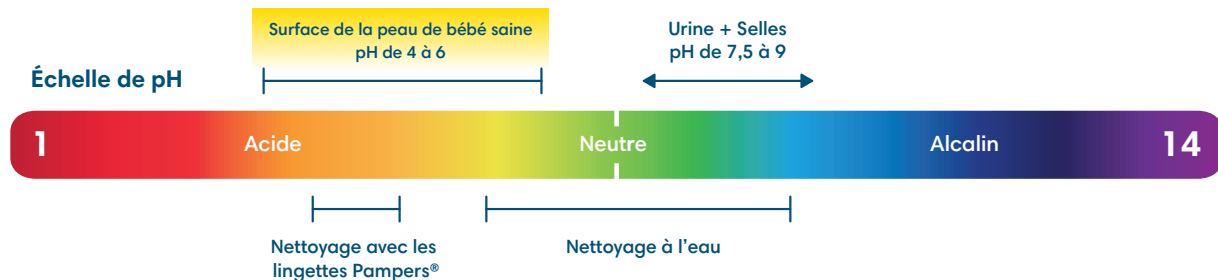 Surface de la peau de bébé saine
pH de 4 à 6
Urine + Selles
pH de 7,5 à 9
Échelle de pH
1
Acide
Neutre
Alcalin
14
Nettoyage avec les
lingettes Pampers®
Nettoyage à l’eau